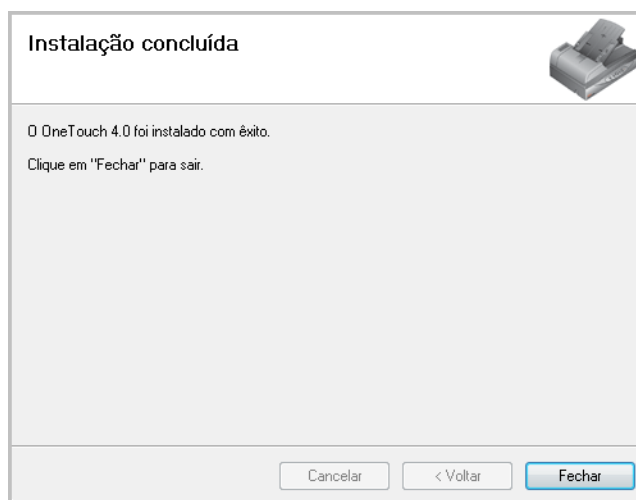 Instalação concluída
O OneTouch 4.0 foi instalado com êxito.
Clique em "Fechar" para sair.
Cancelar
< Voltar
Fechar